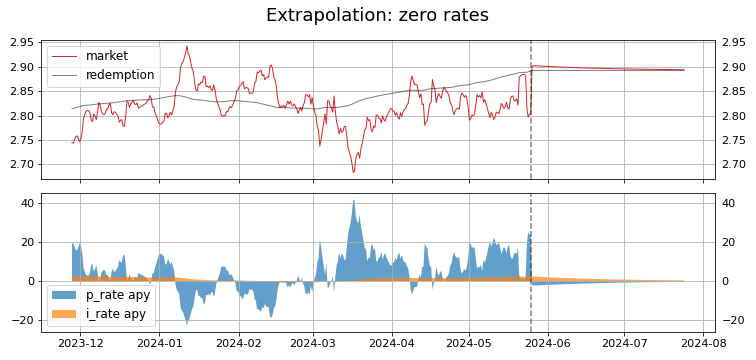 Extrapolation: zero rates
2.95 2.95
market
redemption
2.90 2.90
2.85 2.85
2.80 2.80
2.75 2.75
2.70 2.70
40 40
20 20
0 0
p_rate apy
i_rate apy
−20 −20
2023-12 2024-01 2024-02 2024-03 2024-04 2024-05 2024-06 2024-07 2024-08